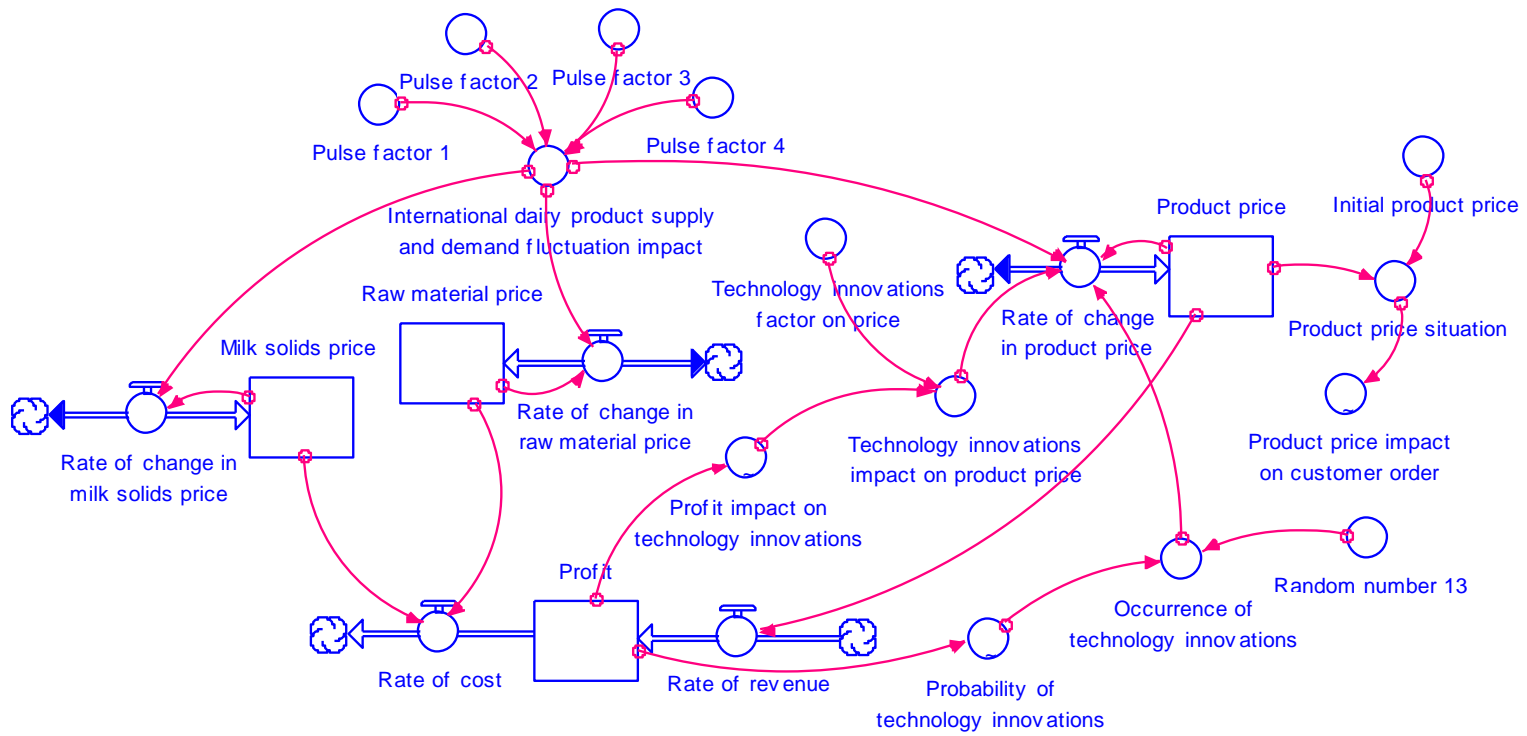 Pulse factor 2
Pulse factor 3
Pulse factor 1
Pulse factor 4
International dairy product supply
and demand fluctuation impact
Product price
Initial product price
Raw material price
Technology innovations
factor on price
Rate of change
in product price
Product price situation
Milk solids price
Rate of change in
raw material price
Rate of change in
milk solids price
Technology innovations
impact on product price
Product price impact
on customer order
Profit impact on
technology innovations
Profit
Random number 13
Occurrence of
technology innovations
Rate of cost
Rate of revenue
Probability of
technology innovations